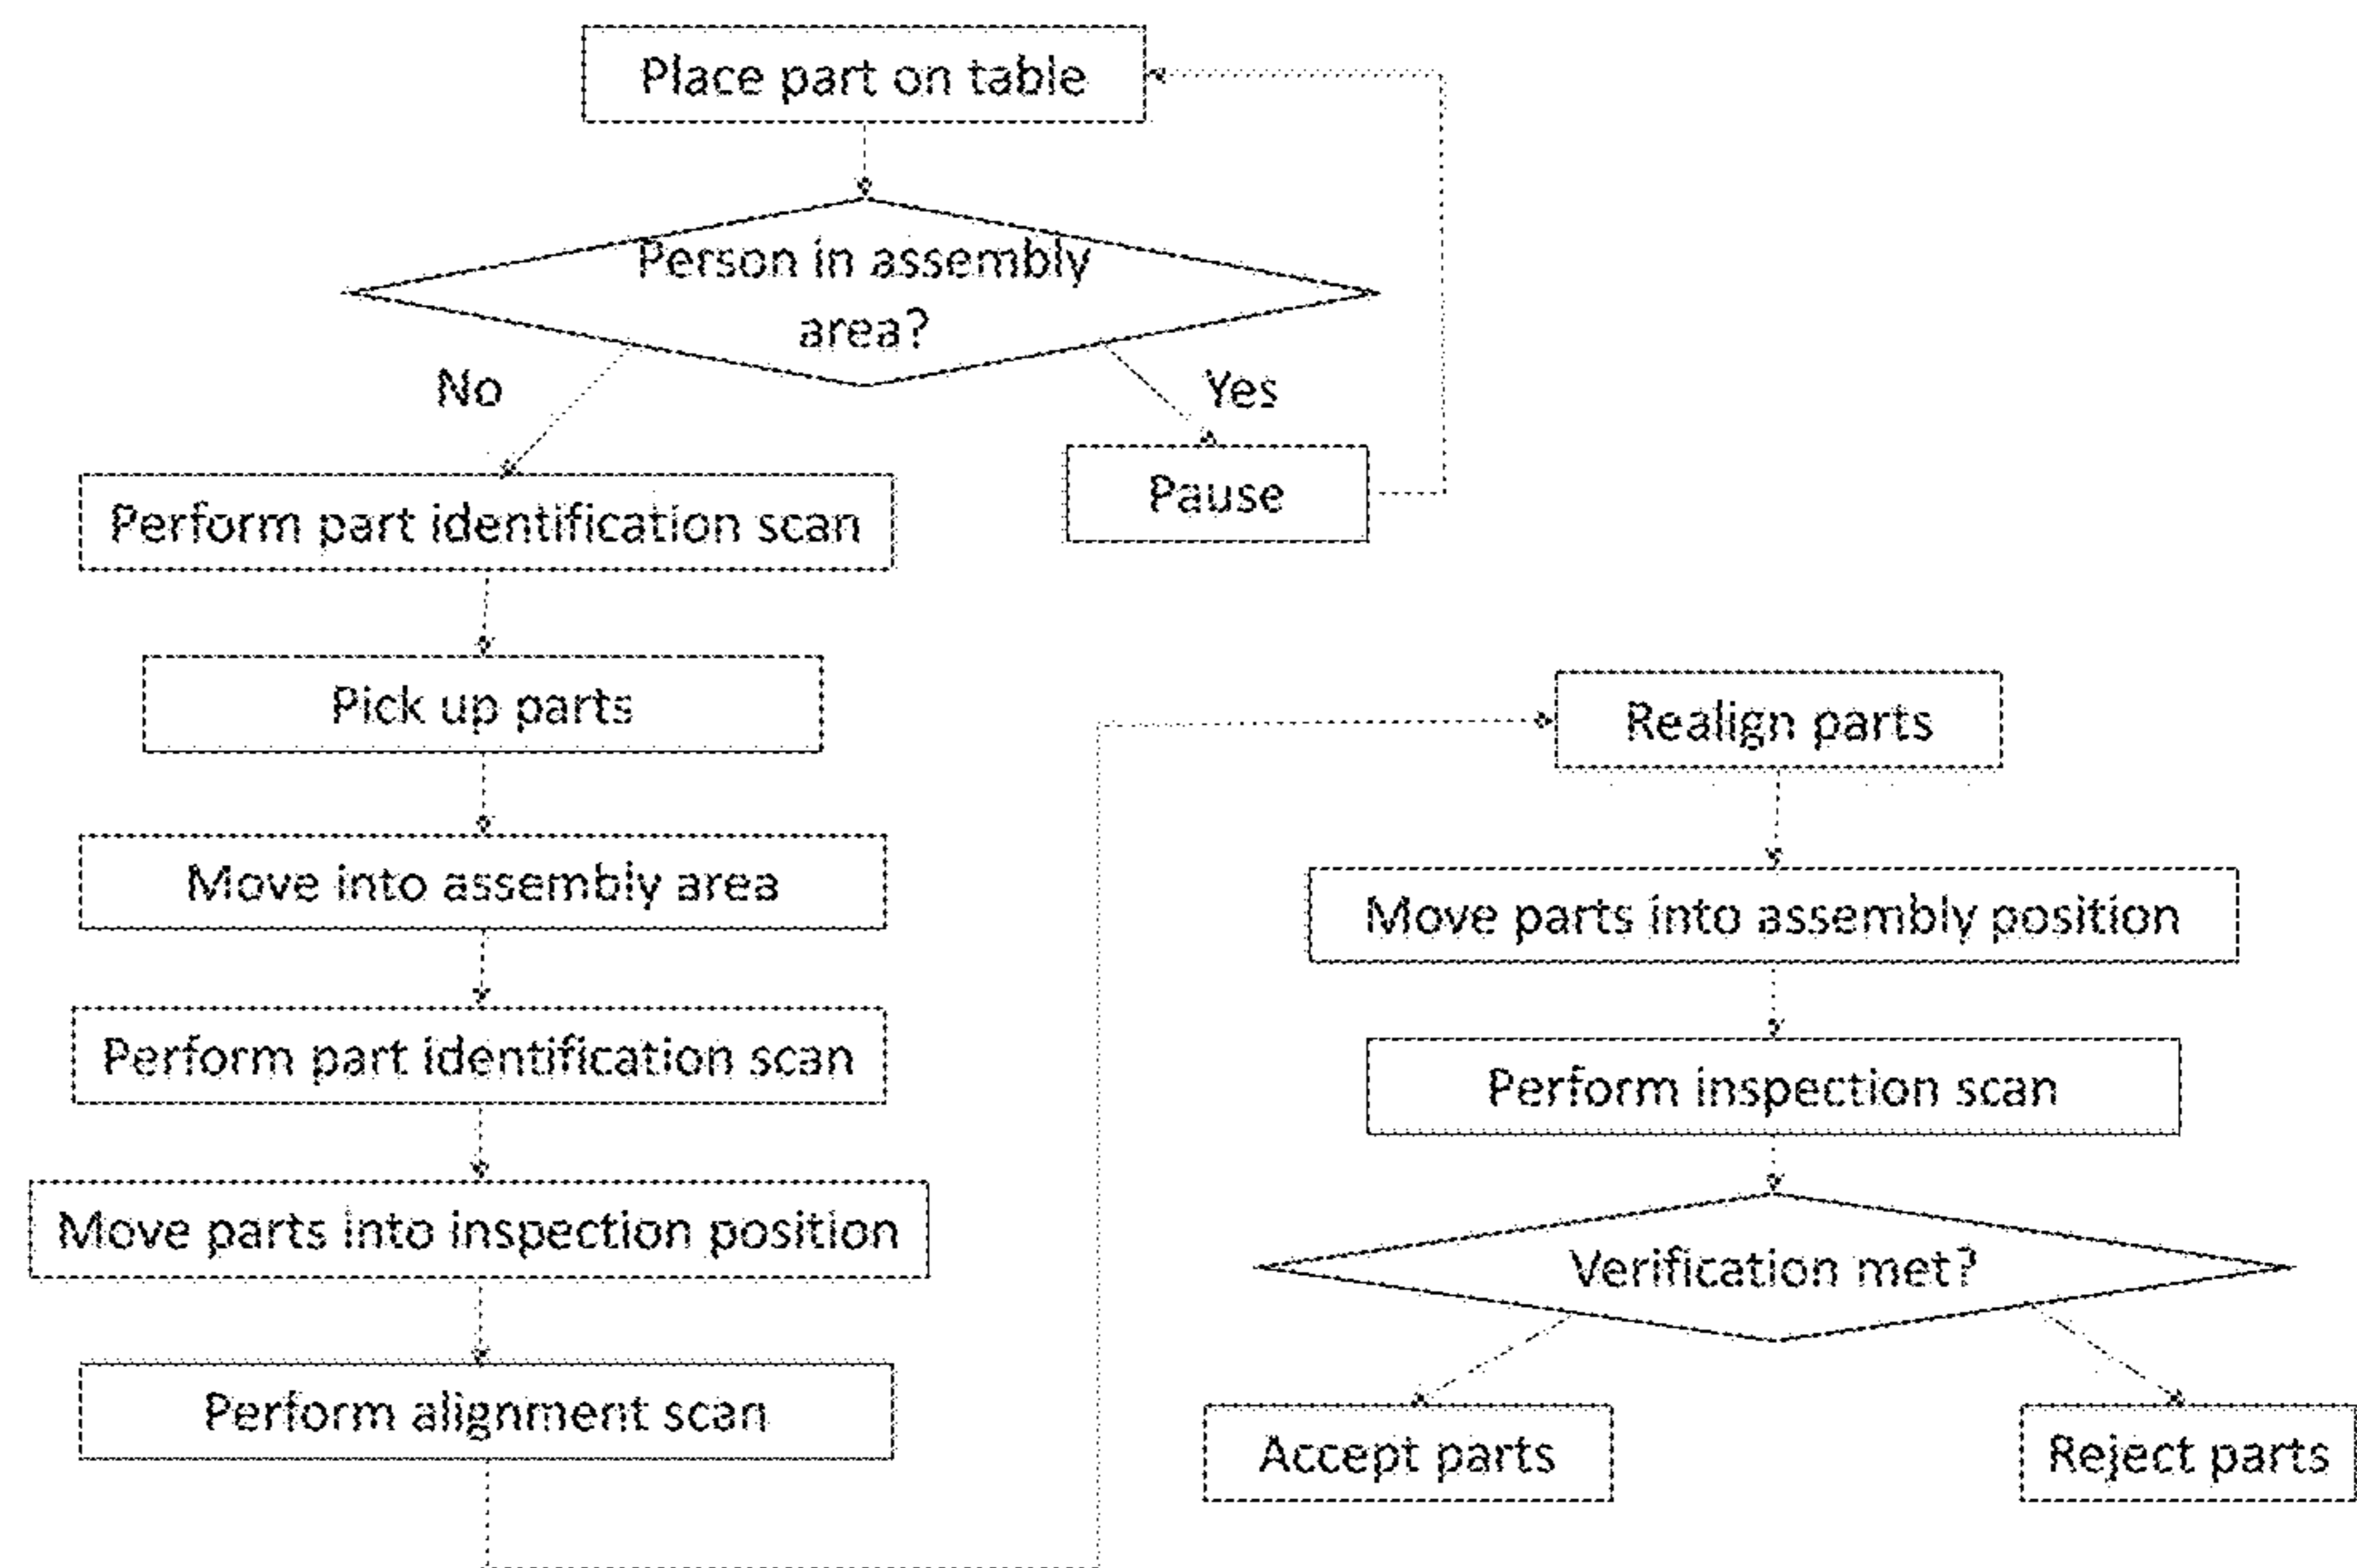 Place part on table
Person in assembly
area?
No
Yes
Perform part identification scan
Pause
Pick up parts
Move into assembly area
Perform part identification scan
Move parts into inspection position
Perform alignment scan
Realign parts
Move parts into assembly position
Perform inspection scan
Verification met?
Accept parts
Reject parts